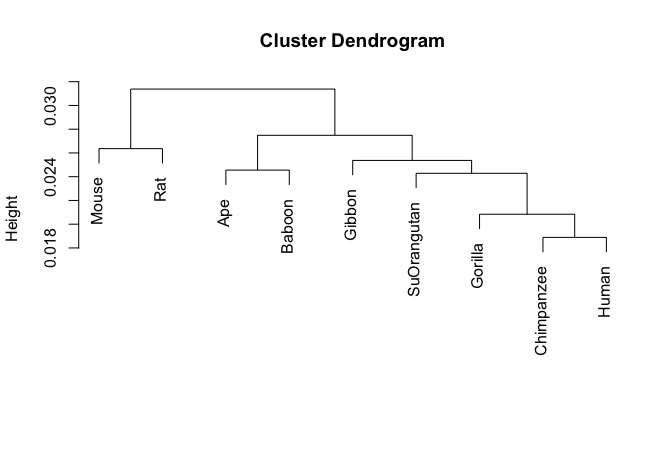 Cluster Dendrogram
Height
0.030
0.024
0.018
Mouse
Rat
Ape
Baboon
Gibbon
SuOrangutan
Gorilla
Chimpanzee
Human